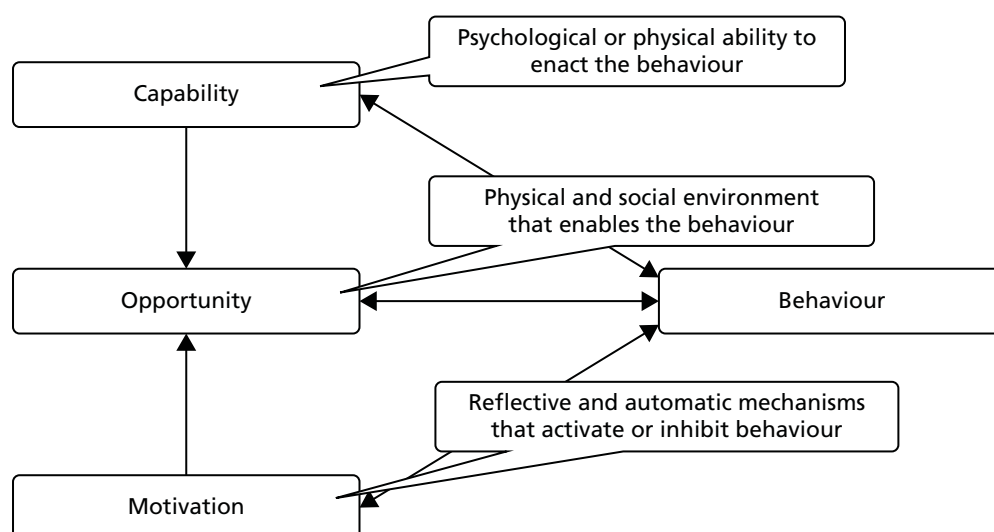 Psychological or physical ability to
enact the behaviour
Capability
Physical and social environment
that enables the behaviour
Opportunity
Behaviour
Reflective and automatic mechanisms
that activate or inhibit behaviour
Motivation